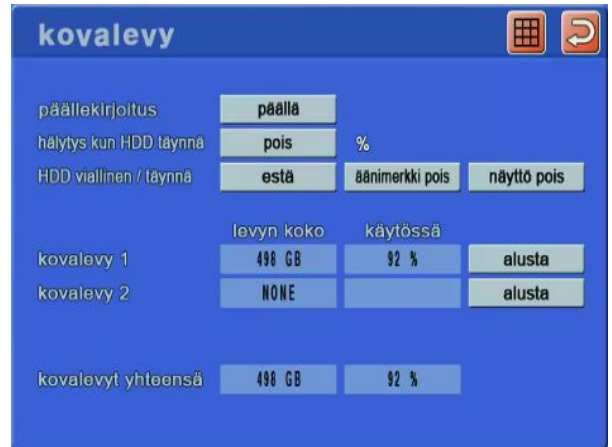 kovalevy
päällekirjoitus päällä
hälytys kun HDD täynnä pois %
HDD viallinen / täynnä estä äänimerkki pois näyttö pois
levyn koko käytössä
kovalevy 1 498 GB 92 % alusta
kovalevy 2 NONE alusta
kovalevyt yhteensä 498 GB 92 %